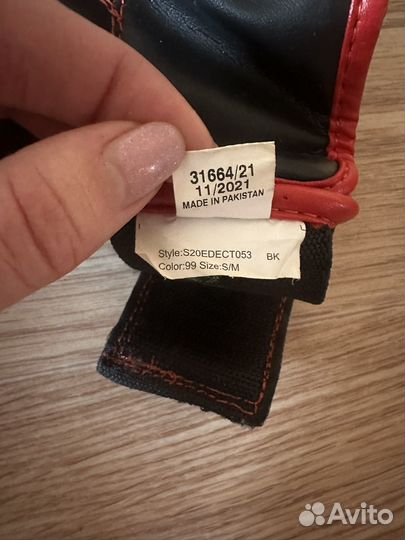 31664/21
11/2021
MADE IN PAKISTAN
Style:S20EDECT053 BK
Color:99 Size:S/M
Avito